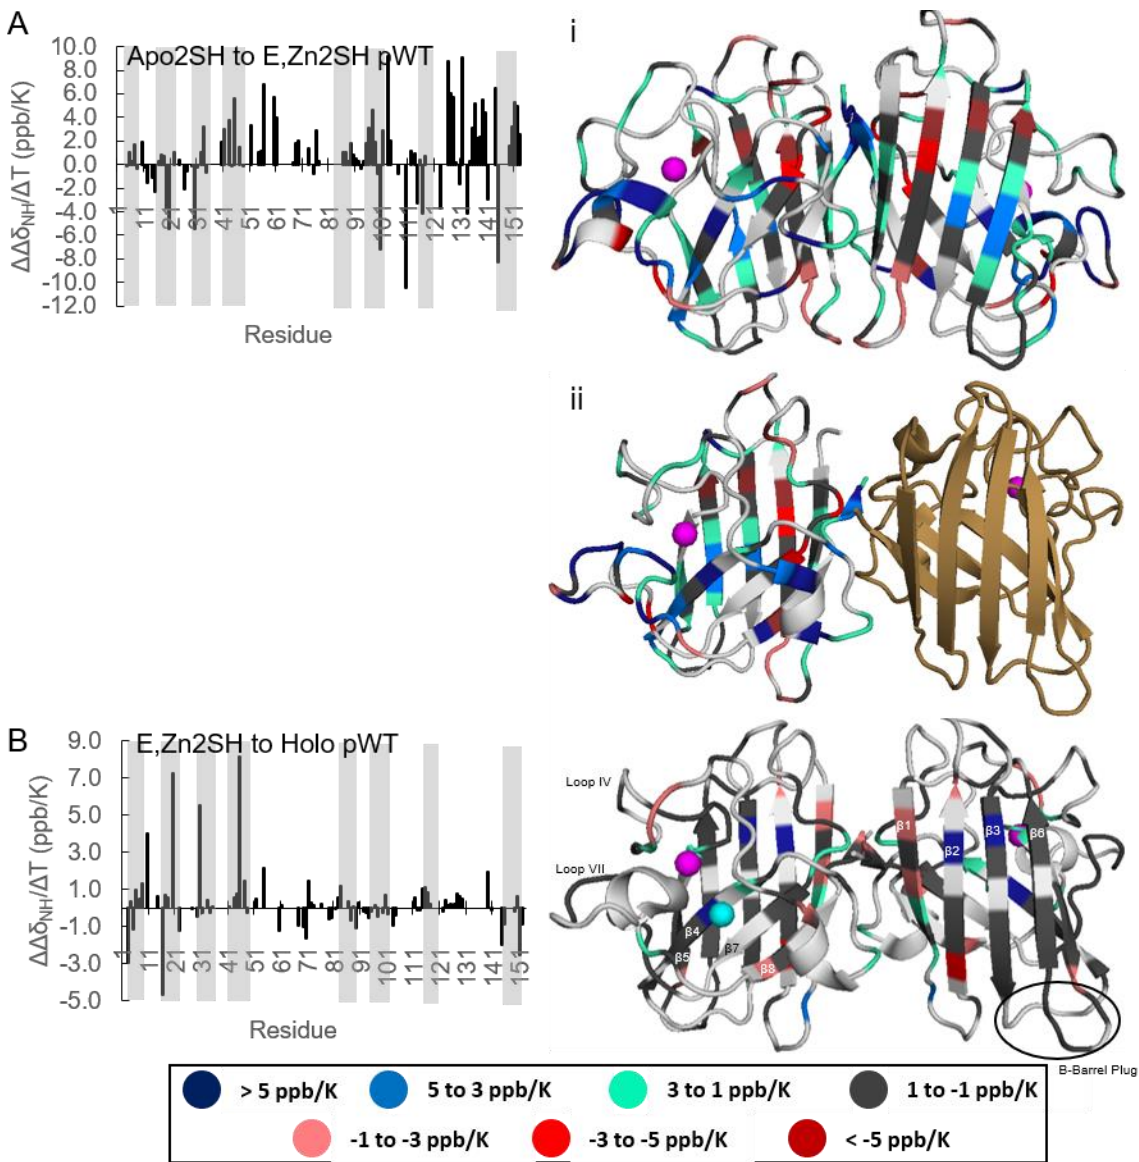 A
Apo2SH to E,Zn2SH pWT
ΔΔδNH/ΔT (ppb/K)
10.0
8.0
6.0
4.0
2.0
0.0
-2.0
-4.0
-6.0
-8.0
-10.0
-12.0
1
11
21
31
41
51
61
71
81
91
101
111
121
131
141
151
Residue
i
ii
B
E,Zn2SH to Holo pWT
ΔΔδNH/ΔT (ppb/K)
9.0
7.0
5.0
3.0
1.0
-1.0
-3.0
-5.0
1
11
21
31
41
51
61
71
81
91
101
111
121
131
141
151
Residue
Loop IV
Loop VII
β4
β5
β7
β8
β1
β2
β3
β6
B-Barrel Plug
> 5 ppb/K
5 to 3 ppb/K
3 to 1 ppb/K
1 to -1 ppb/K
-1 to -3 ppb/K
-3 to -5 ppb/K
< -5 ppb/K